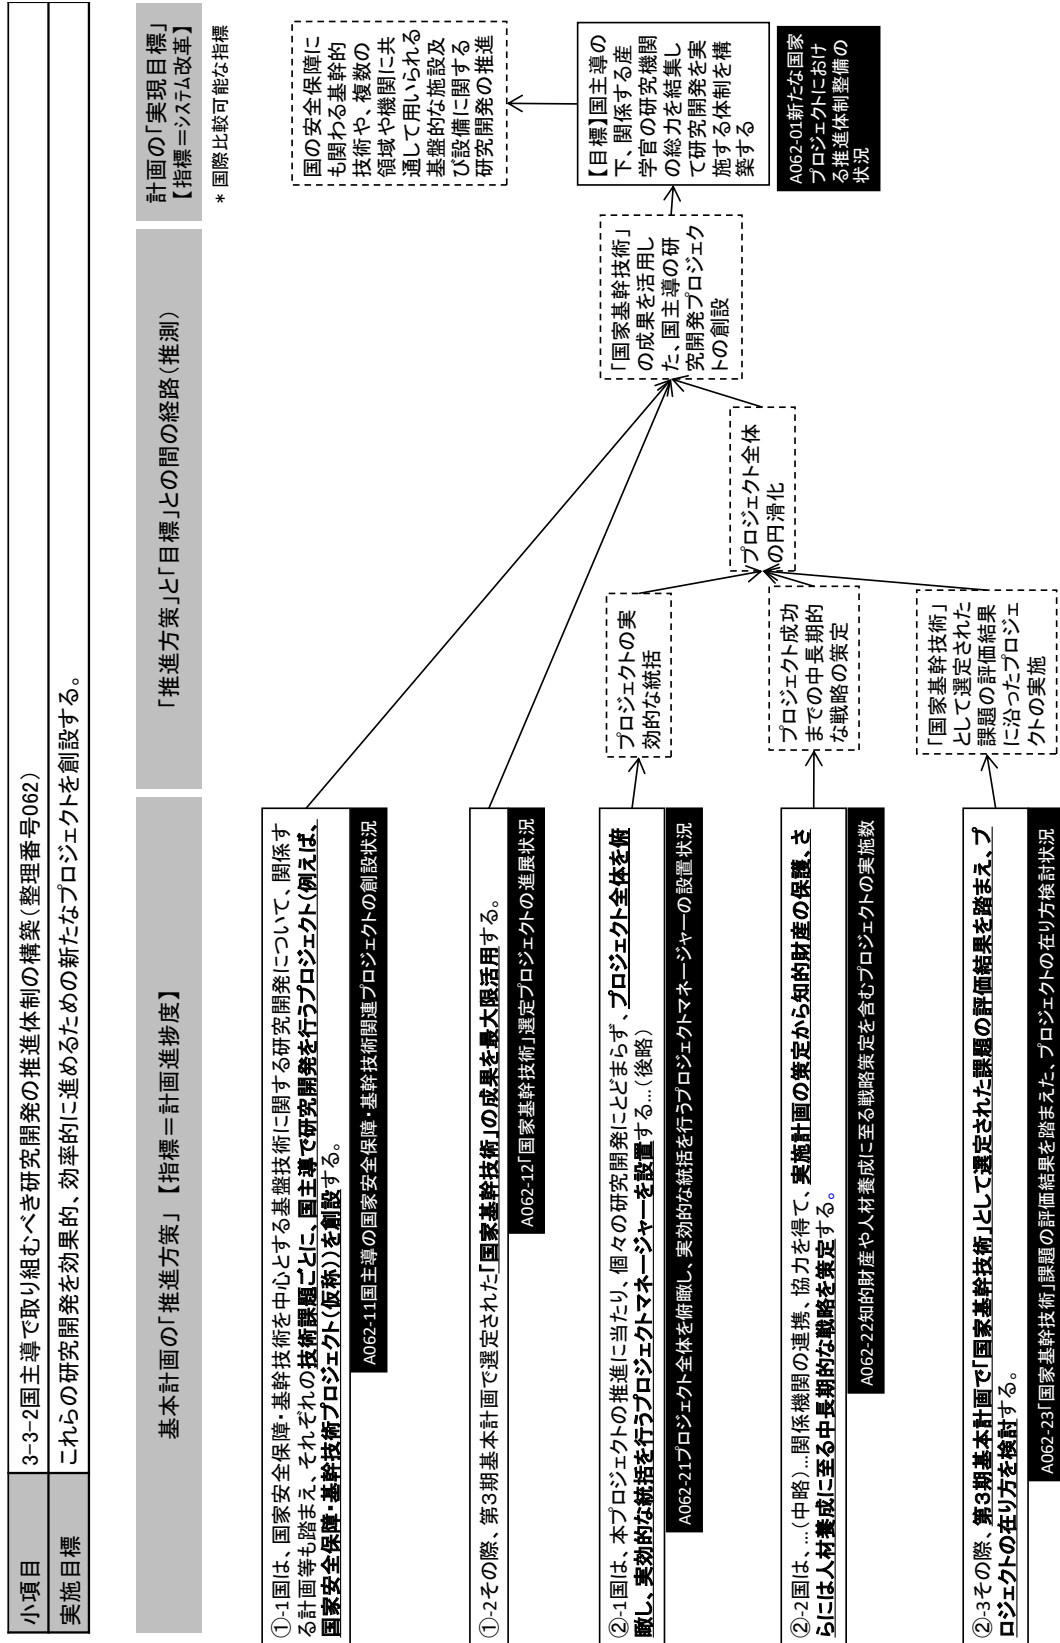 小項目
3-3-2国主導で取り組むべき研究開発の推進体制の構築(整理番号062)
実施目標
これらの研究開発を効果的、効率的に進めるための新たなプロジェクトを創設する。
基本計画の「推進方策」【指標＝計画進捗度】
「推進方策」と「目標」との間の経路(推測)
計画の「実現目標」
【指標＝システム改革】
* 国際比較可能な指標
①-1国は、国家安全保障・基幹技術を中心とする基盤技術に関する研究開発について、関係す
る計画等も踏まえ、それぞれの技術課題ごとに、国主導で研究開発を行うプロジェクト(例えば、
国家安全保障・基幹技術プロジェクト(仮称))を創設する。
A062-11国主導の国家安全保障・基幹技術関連プロジェクトの創設状況
①-2その際、第3期基本計画で選定された「国家基幹技術」の成果を最大限活用する。
A062-12「国家基幹技術」選定プロジェクトの進展状況
②-1国は、本プロジェクトの推進に当たり、個々の研究開発にとどまらず、プロジェクト全体を俯
瞰し、実効的な統括を行うプロジェクトマネージャーを設置する…(後略)
A062-21プロジェクト全体を俯瞰し、実効的な統括を行うプロジェクトマネージャーの設置状況
②-2国は、…(中略)…関係機関の連携、協力を得て、実施計画の策定から知的財産の保護、さ
らには人材養成に至る中長期的な戦略を策定する。
A062-22知的財産や人材養成に至る戦略策定を含むプロジェクトの実施数
②-3その際、第3期基本計画で「国家基幹技術」として選定された課題の評価結果を踏まえ、プ
ロジェクトの在り方を検討する。
A062-23「国家基幹技術」課題の評価結果を踏まえた、プロジェクトの在り方検討状況
プロジェクトの実
効的な統括
プロジェクト成功
までの中長期的
な戦略の策定
「国家基幹技術」
として選定された
課題の評価結果
に沿ったプロジェ
クトの実施
プロジェクト全体
の円滑化
「国家基幹技術」
の成果を活用し
た、国主導の研
究開発プロジェク
トの創設
国の安全保障に
も関わる基幹的
技術や、複数の
領域や機関に共
通して用いられる
基盤的な施設及
び設備に関する
研究開発の推進
【目標】国主導の
下、関係する産
学官の研究機関
の総力を結集し
て研究開発を実
施する体制を構
築する
A062-01新たな国家
プロジェクトにおけ
る推進体制整備の
状況